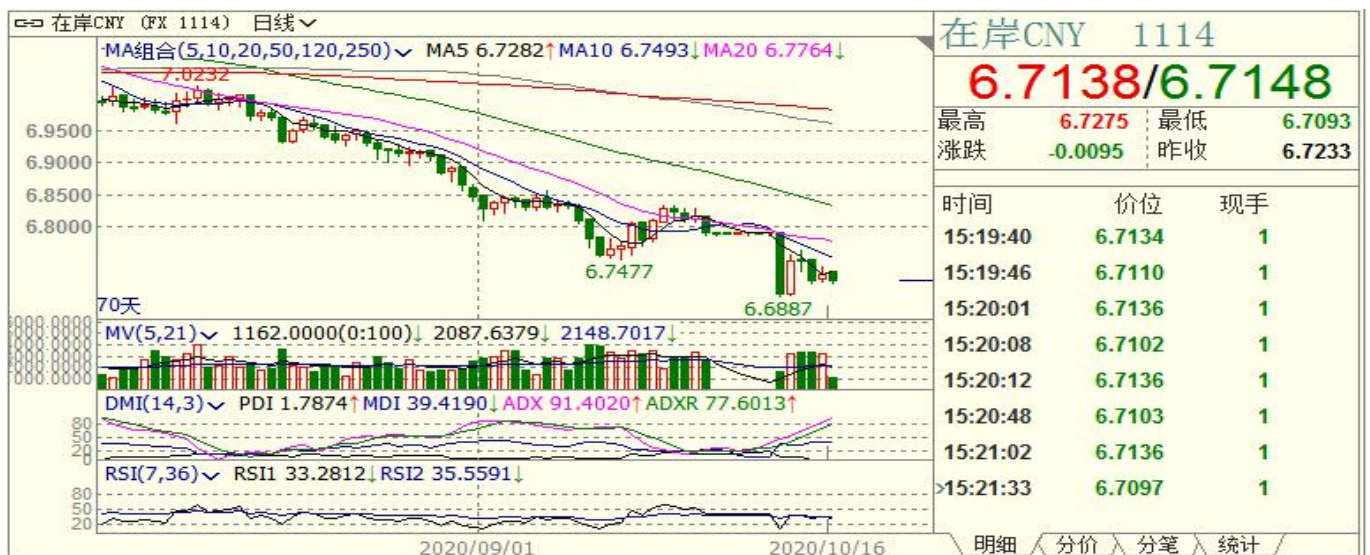 在岸CNY (FX 1114) 日线
MA组合(5,10,20,50,120,250) MA5 6.7282↑MA10 6.7493↓MA20 6.7764↓
7.0232
6.9500
6.9000
6.8500
6.8000
6.7477
6.6887
70天
MV(5,21) 1162.0000(0:100)↓ 2087.6379↓ 2148.7017↓
DMI(14,3) PDI 1.7874↑MDI 39.4190↓ADX 91.4020↑ADXR 77.6013↑
80
50
20
0
RSI(7,36) RSI1 33.2812↓RSI2 35.5591↓
80
50
20
2020/09/01 2020/10/16
在岸CNY 1114
6.7138/6.7148
最高 6.7275 最低 6.7093
涨跌 -0.0095 昨收 6.7233
时间 价位 现手
15:19:40 6.7134 1
15:19:46 6.7110 1
15:20:01 6.7136 1
15:20:08 6.7102 1
15:20:12 6.7136 1
15:20:48 6.7103 1
15:21:02 6.7136 1
>15:21:33 6.7097 1
明细 分价 分笔 统计